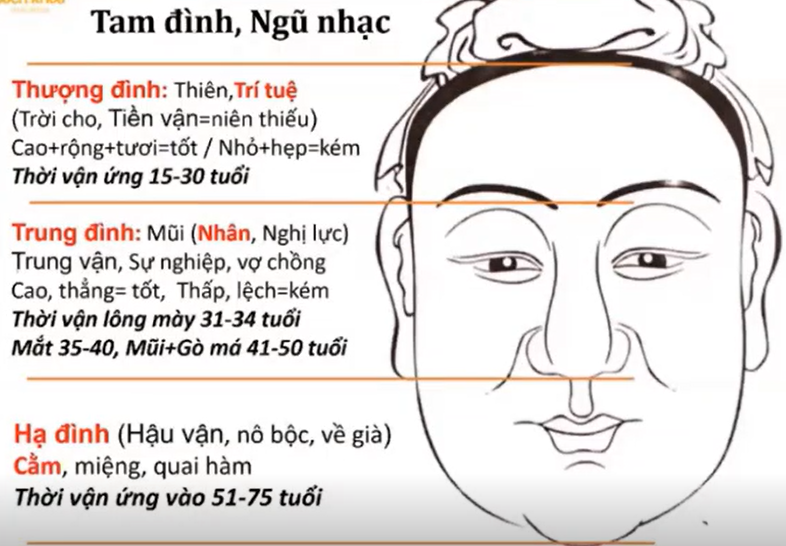 Tam đình, Ngũ nhạc
Thượng đình: Thiên,Trí tuệ
(Trời cho, Tiền vận=niên thiếu)
Cao+rộng+tươi=tốt / Nhỏ+hẹp=kém
Thời vận ứng 15-30 tuổi
Trung đình: Mũi (Nhân, Nghị lực)
Trung vận, Sự nghiệp, vợ chồng
Cao, thẳng= tốt, Thấp, lệch=kém
Thời vận lông mày 31-34 tuổi
Mắt 35-40, Mũi+Gò má 41-50 tuổi
Hạ đình (Hậu vận, nô bộc, về già)
Cằm, miệng, quai hàm
Thời vận ứng vào 51-75 tuổi